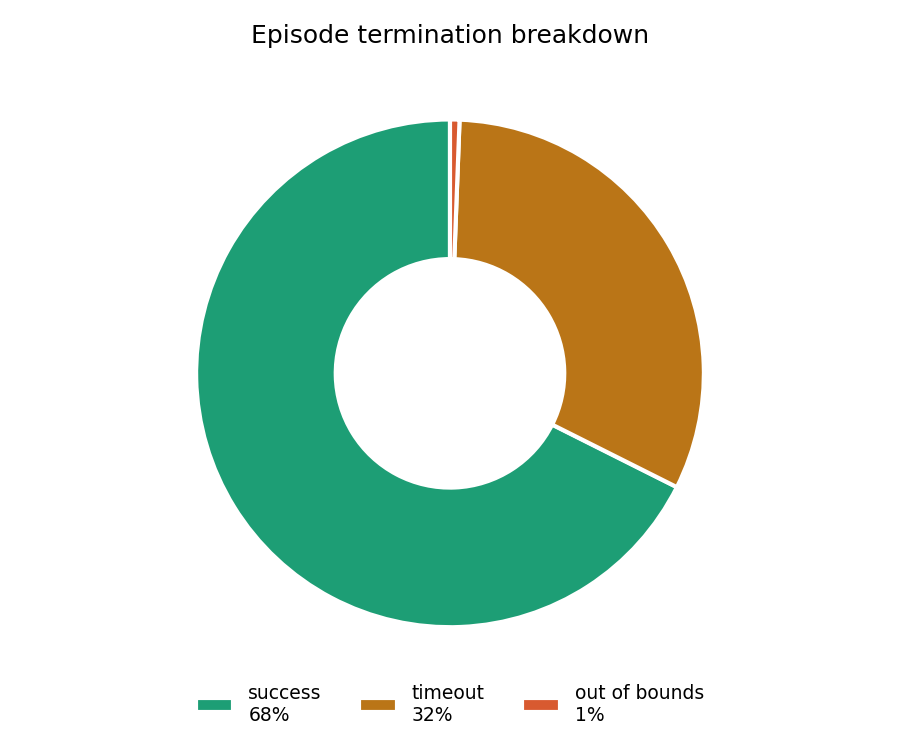 Episode termination breakdown
success
68%
timeout
32%
out of bounds
1%